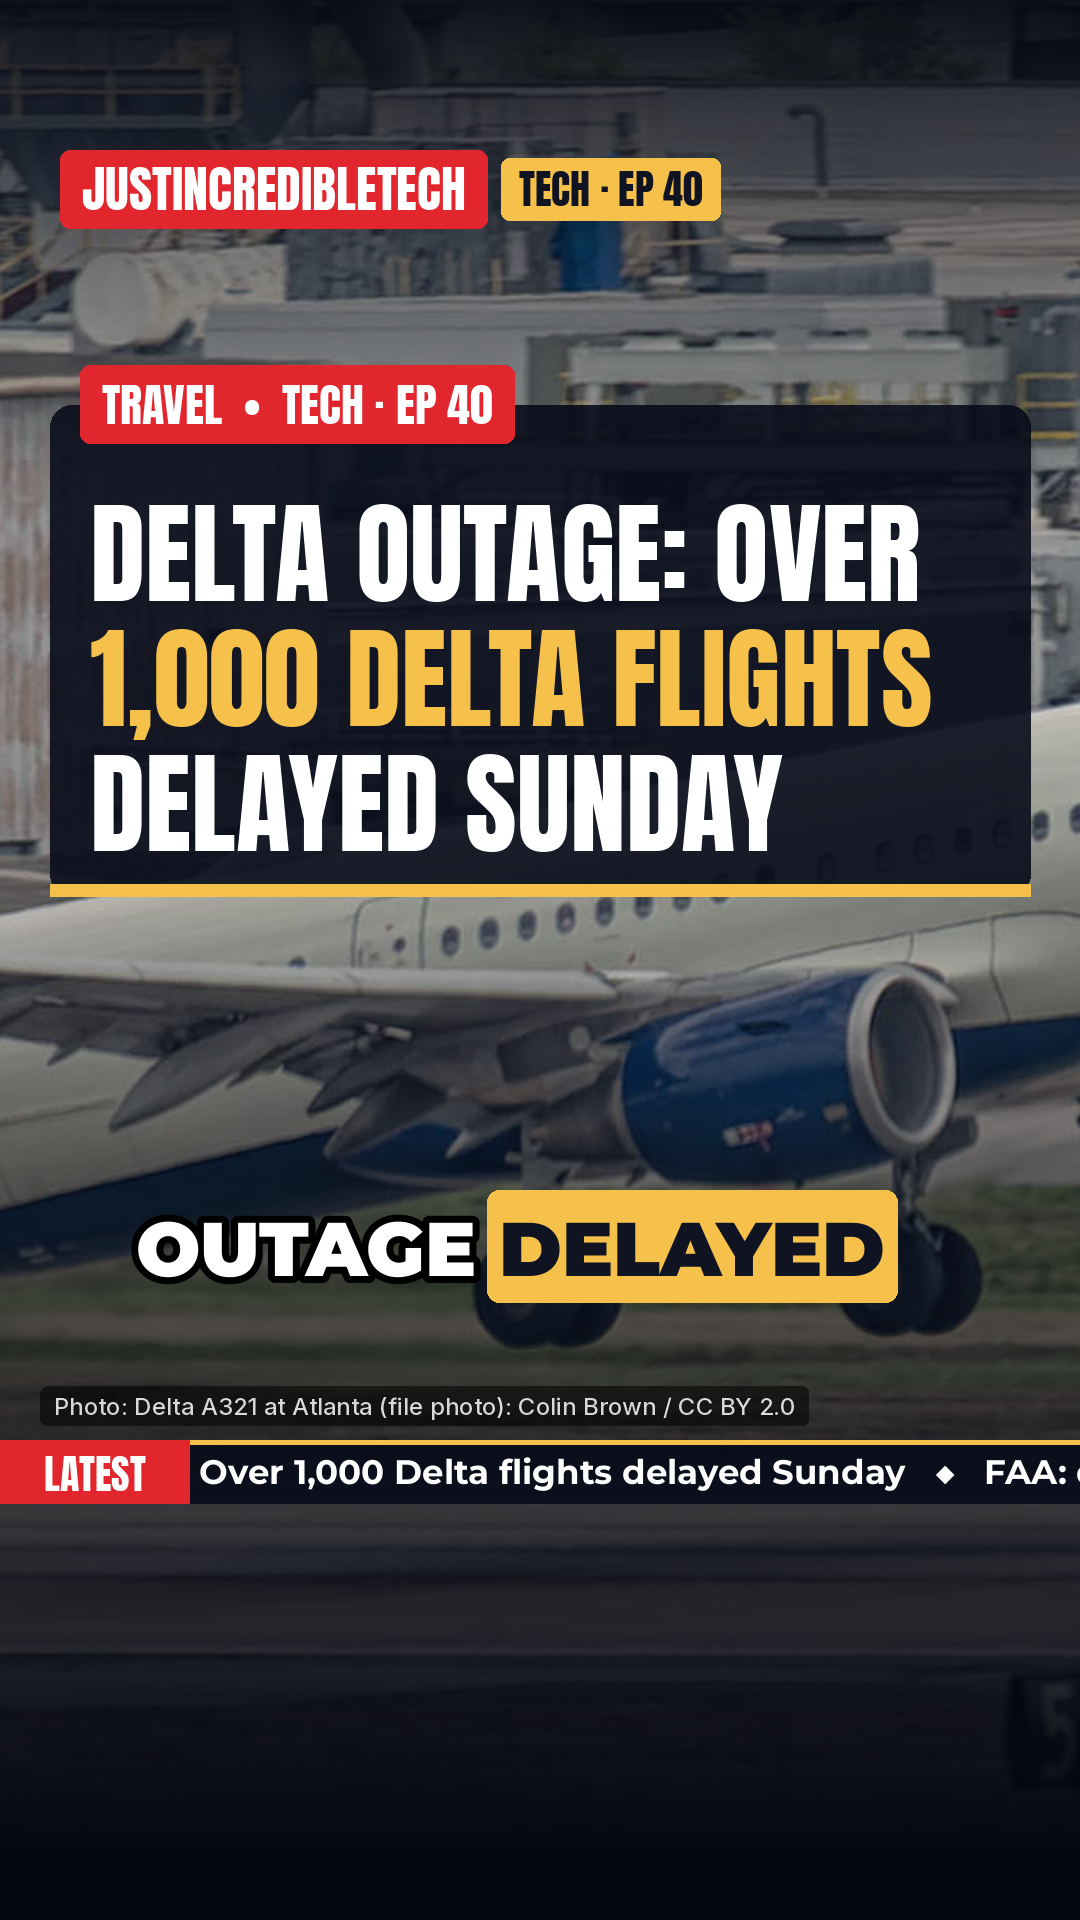 JUSTINCREDIBLETECH
TECH · EP 40
TRAVEL • TECH · EP 40
DELTA OUTAGE: OVER
1,000 DELTA FLIGHTS
DELAYED SUNDAY
OUTAGE DELAYED
Photo: Delta A321 at Atlanta (file photo): Colin Brown / CC BY 2.0
LATEST
Over 1,000 Delta flights delayed Sunday ◆ FAA:
5